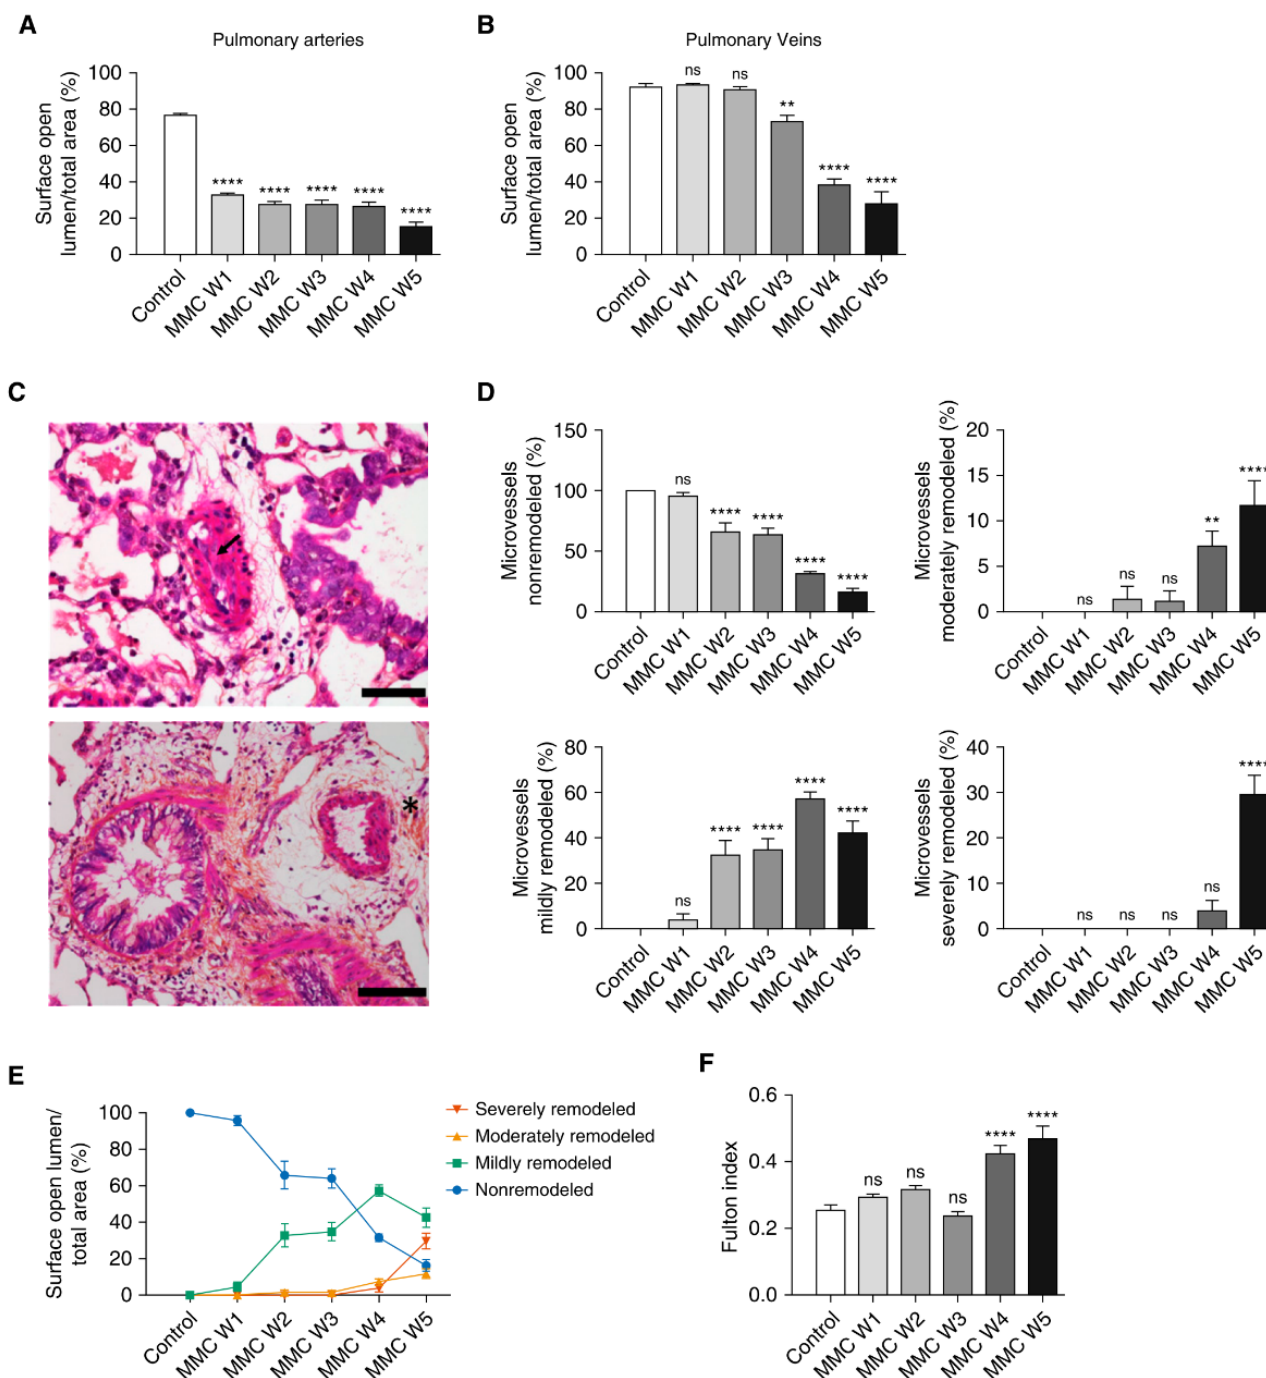 A
Pulmonary arteries
Surface open
lumen/total area (%)
100
80
60
40
20
0
****
****
****
****
****
Control
MMC W1
MMC W2
MMC W3
MMC W4
MMC W5
B
Pulmonary Veins
Surface open
lumen/total area (%)
100
80
60
40
20
0
ns
ns
**
****
****
Control
MMC W1
MMC W2
MMC W3
MMC W4
MMC W5
C
*
D
Microvessels
nonremodeled (%)
150
100
50
0
ns
****
****
****
****
Control
MMC W1
MMC W2
MMC W3
MMC W4
MMC W5
Microvessels
moderately remodeled (%)
20
15
10
5
0
ns
ns
ns
**
****
Control
MMC W1
MMC W2
MMC W3
MMC W4
MMC W5
Microvessels
mildly remodeled (%)
80
60
40
20
0
ns
****
****
****
****
Control
MMC W1
MMC W2
MMC W3
MMC W4
MMC W5
Microvessels
severely remodeled (%)
40
30
20
10
0
ns
ns
ns
ns
****
Control
MMC W1
MMC W2
MMC W3
MMC W4
MMC W5
E
Surface open lumen/
total area (%)
100
80
60
40
20
0
Control
MMC W1
MMC W2
MMC W3
MMC W4
MMC W5
Severely remodeled
Moderately remodeled
Mildly remodeled
Nonremodeled
F
Fulton index
0.6
0.4
0.2
0.0
ns
ns
ns
****
****
Control
MMC W1
MMC W2
MMC W3
MMC W4
MMC W5